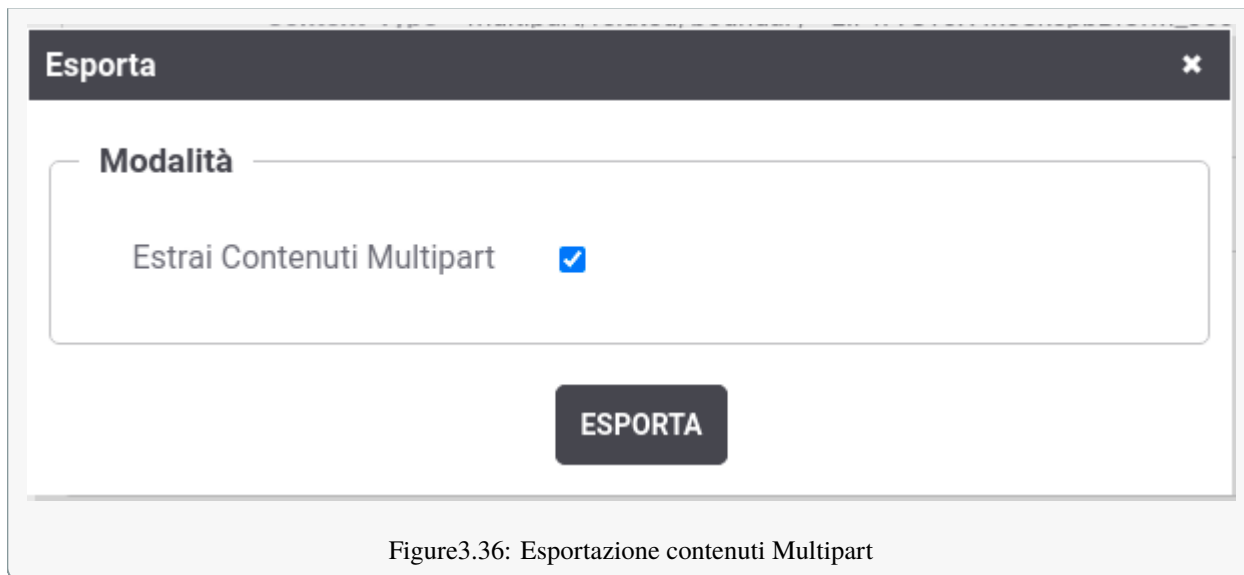 Esporta
Modalità
Estrai Contenuti Multipart
ESPORTA
Figure3.36: Esportazione contenuti Multipart